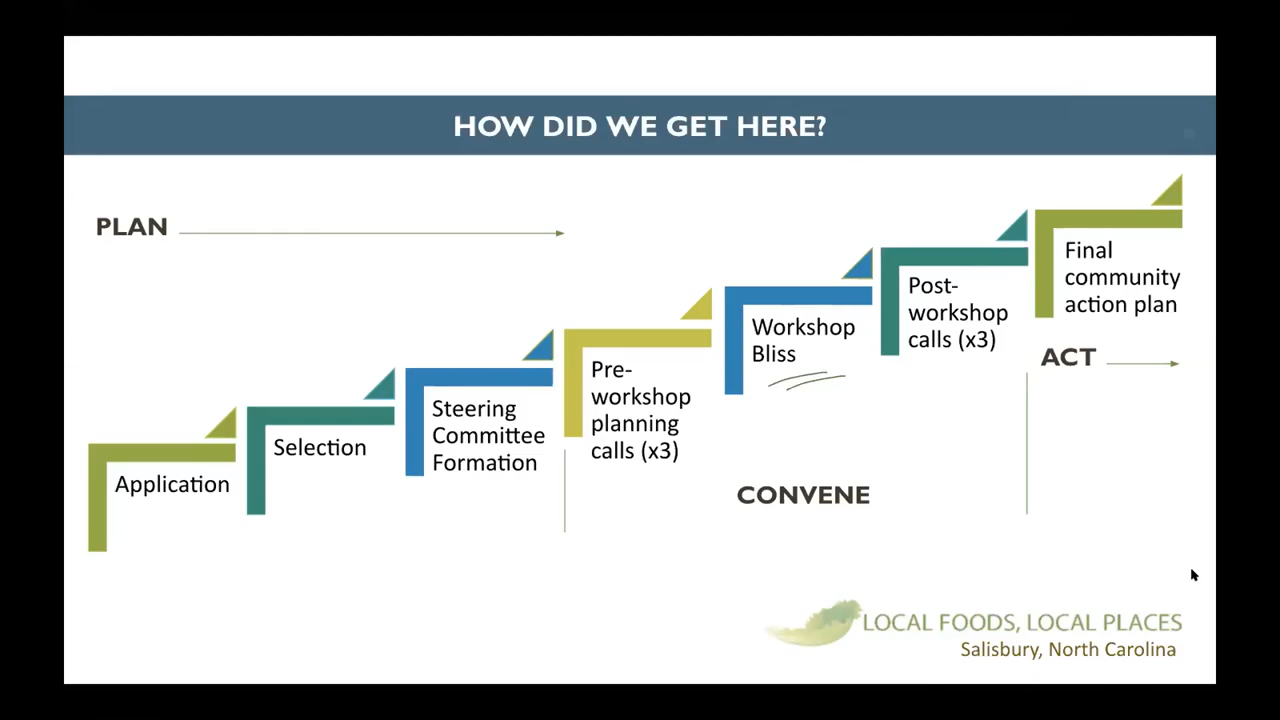 HOW DID WE GET HERE?
PLAN
Application
Selection
Steering
Committee
Formation
Pre-
workshop
planning
calls (x3)
Workshop
Bliss
Post-
workshop
calls (x3)
Final
community
action plan
CONVENE
ACT
LOCAL FOODS, LOCAL PLACES
Salisbury, North Carolina